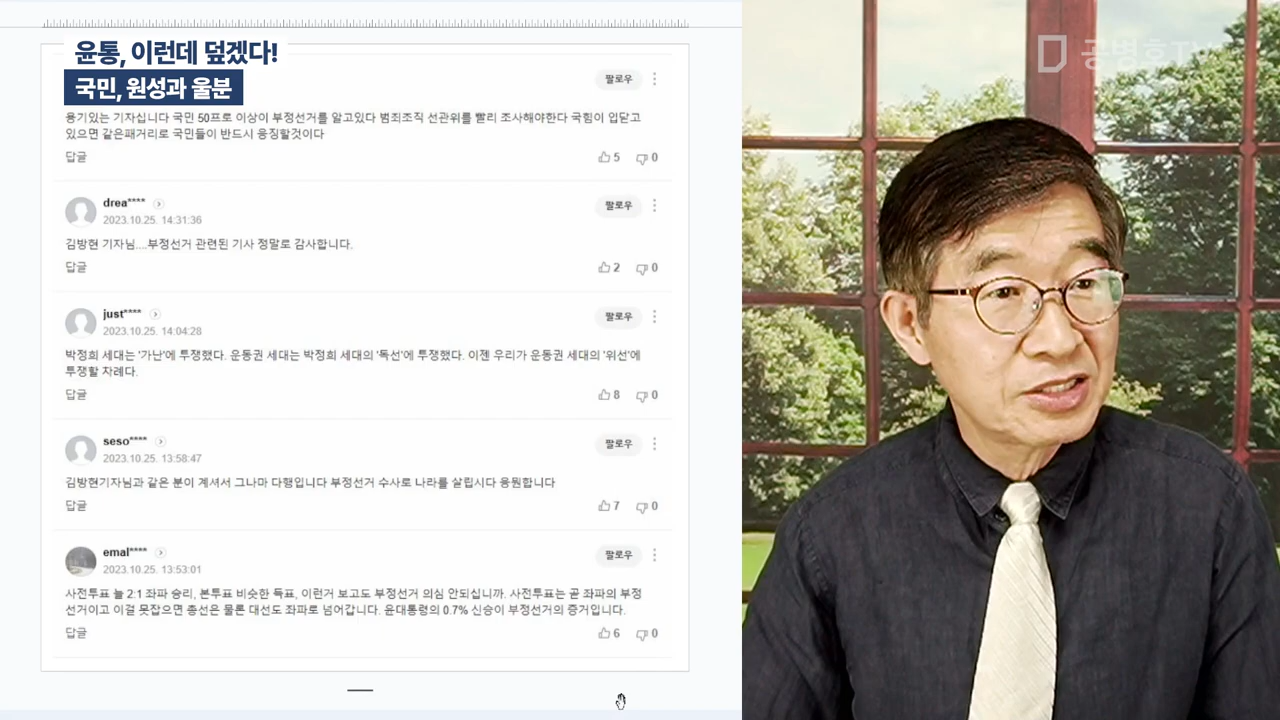 윤통, 이런데 덮겠다!
국민, 원성과 울분
공병호TV
팔로우
용기있는 기자십니다 국민 50프로 이상이 부정선거를 알고있다 범죄조직 선관위를 빨리 조사해야한다 국힘이 입닫고
있으면 같은패거리로 국민들이 반드시 응징할것이다
답글
5 0
drea****
팔로우
2023.10.25. 14:31:36
김방현 기자님....부정선거 관련된 기사 정말로 감사합니다.
답글
2 0
just****
팔로우
2023.10.25. 14:04:28
박정희 세대는 '가난'에 투쟁했다. 운동권 세대는 박정희 세대의 '독선'에 투쟁했다. 이젠 우리가 운동권 세대의 '위선'에
투쟁할 차례다.
답글
8 0
seso****
팔로우
2023.10.25. 13:58:47
김방현기자님과 같은 분이 계셔서 그나마 다행입니다 부정선거 수사로 나라를 살립시다 응원합니다
답글
7 0
emal****
팔로우
2023.10.25. 13:53:01
사전투표 늘 2:1 좌파 승리, 본투표 비슷한 득표, 이런거 보고도 부정선거 의심 안되십니까. 사전투표는 곧 좌파의 부정
선거이고 이걸 못잡으면 총선은 물론 대선도 좌파로 넘어갑니다. 윤대통령의 0.7% 신승이 부정선거의 증거입니다.
답글
6 0